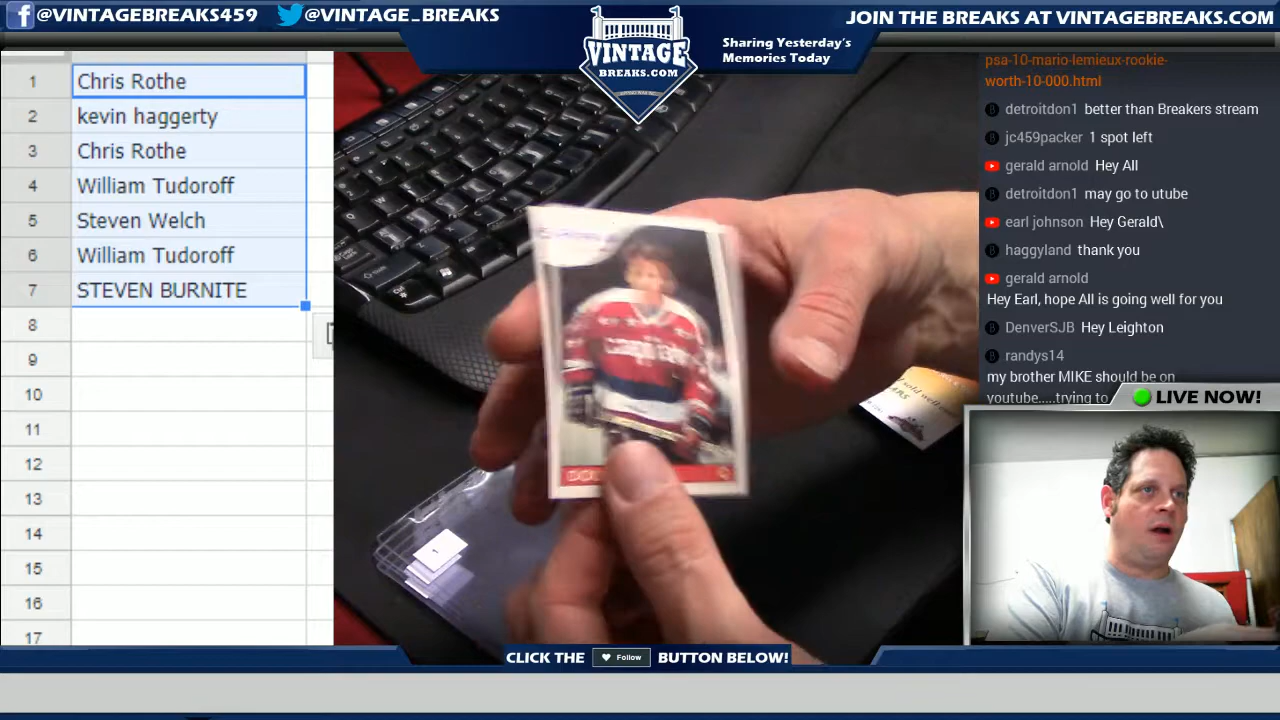 @VINTAGEBREAKS459
@VINTAGE_BREAKS
VINTAGE
BREAKS.COM
Sharing Yesterday's
Memories Today
JOIN THE BREAKS AT VINTAGEBREAKS.COM
1 Chris Rothe
2 kevin haggerty
3 Chris Rothe
4 William Tudoroff
5 Steven Welch
6 William Tudoroff
7 STEVEN BURNITE
8
9
10
11
12
13
14
15
16
17
psa-10-mario-lemieux-rookie-
worth-10-000.html
detroitdon1 better than Breakers stream
jc459packer 1 spot left
gerald arnold Hey All
detroitdon1 may go to utube
earl johnson Hey Gerald\
haggyland thank you
gerald arnold
Hey Earl, hope All is going well for you
DenverSJB Hey Leighton
randys14
my brother MIKE should be on
youtube.....trying to
LIVE NOW!
CLICK THE Follow BUTTON BELOW!